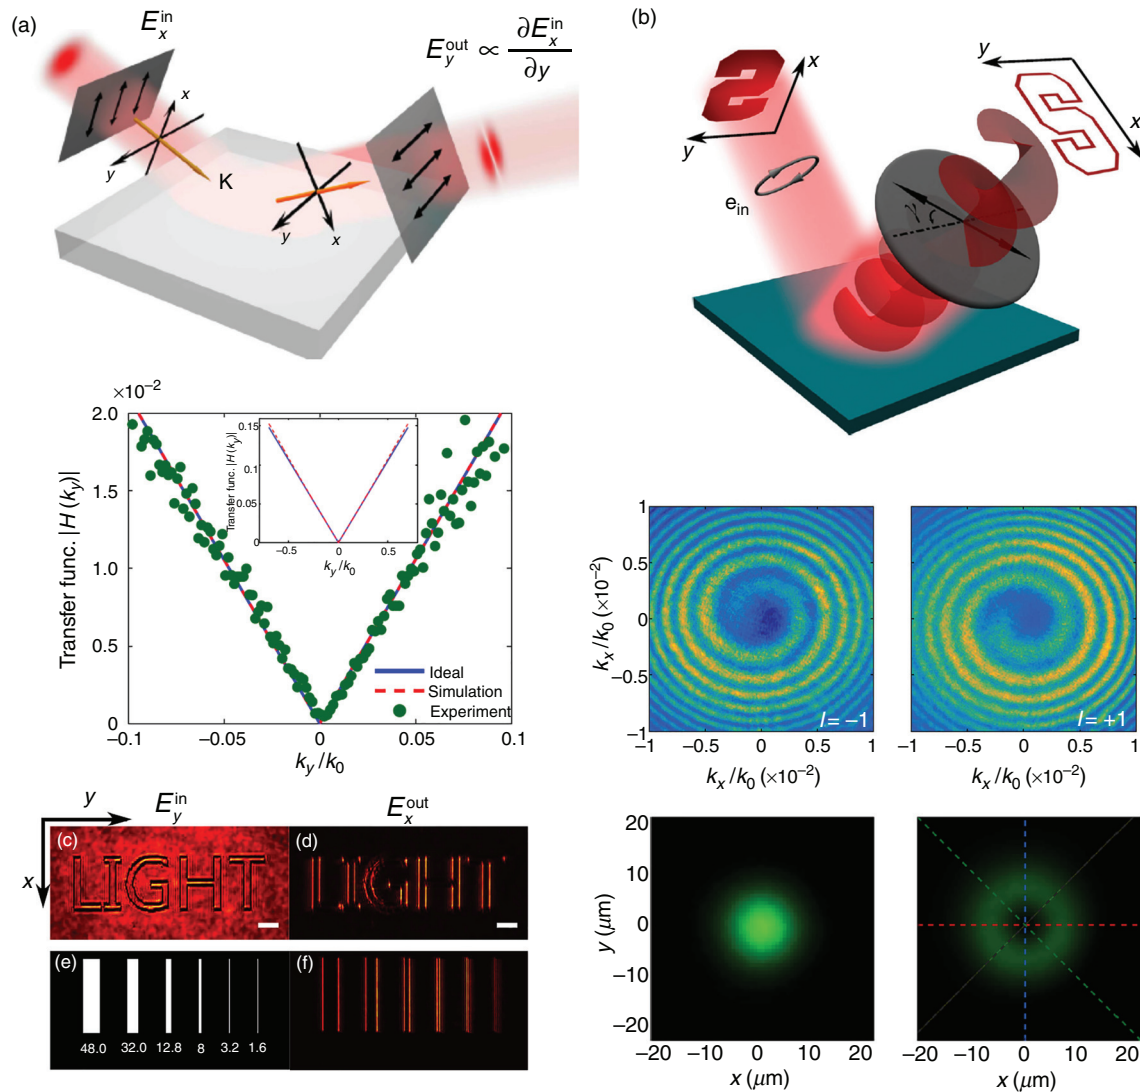 (a)
E_x^in
E_y^out ∝ ∂E_x^in / ∂y
x
y
K
y
x
(b)
x
y
e_in
γ
y
x
×10⁻²
Transfer func. |H(k_y)|
2.0
1.5
1.0
0.5
0
−0.1
−0.05
0
0.05
0.1
k_y/k_0
Transfer func. |H(k_y)|
0.15
0.1
0.05
0
−0.5
0
0.5
k_y/k_0
Ideal
Simulation
Experiment
k_x/k_0 (×10⁻²)
1
0.5
0
−0.5
−1
l = −1
−1
−0.5
0
0.5
1
k_x/k_0 (×10⁻²)
l = +1
−1
−0.5
0
0.5
1
k_x/k_0 (×10⁻²)
y
x
E_y^in
E_x^out
(c)
LIGHT
(d)
LIGHT
(e)
48.0 32.0 12.8 8 3.2 1.6
(f)
y (μm)
20
10
0
−10
−20
−20 −10 0 10 20
x (μm)
−20 −10 0 10 20
x (μm)